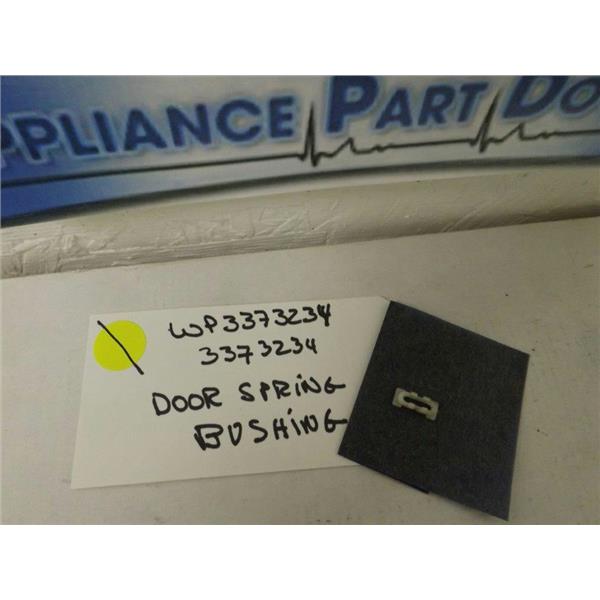 PPLIANCE PART DO
WP3373234
3373234
DOOR SPRING
BUSHING